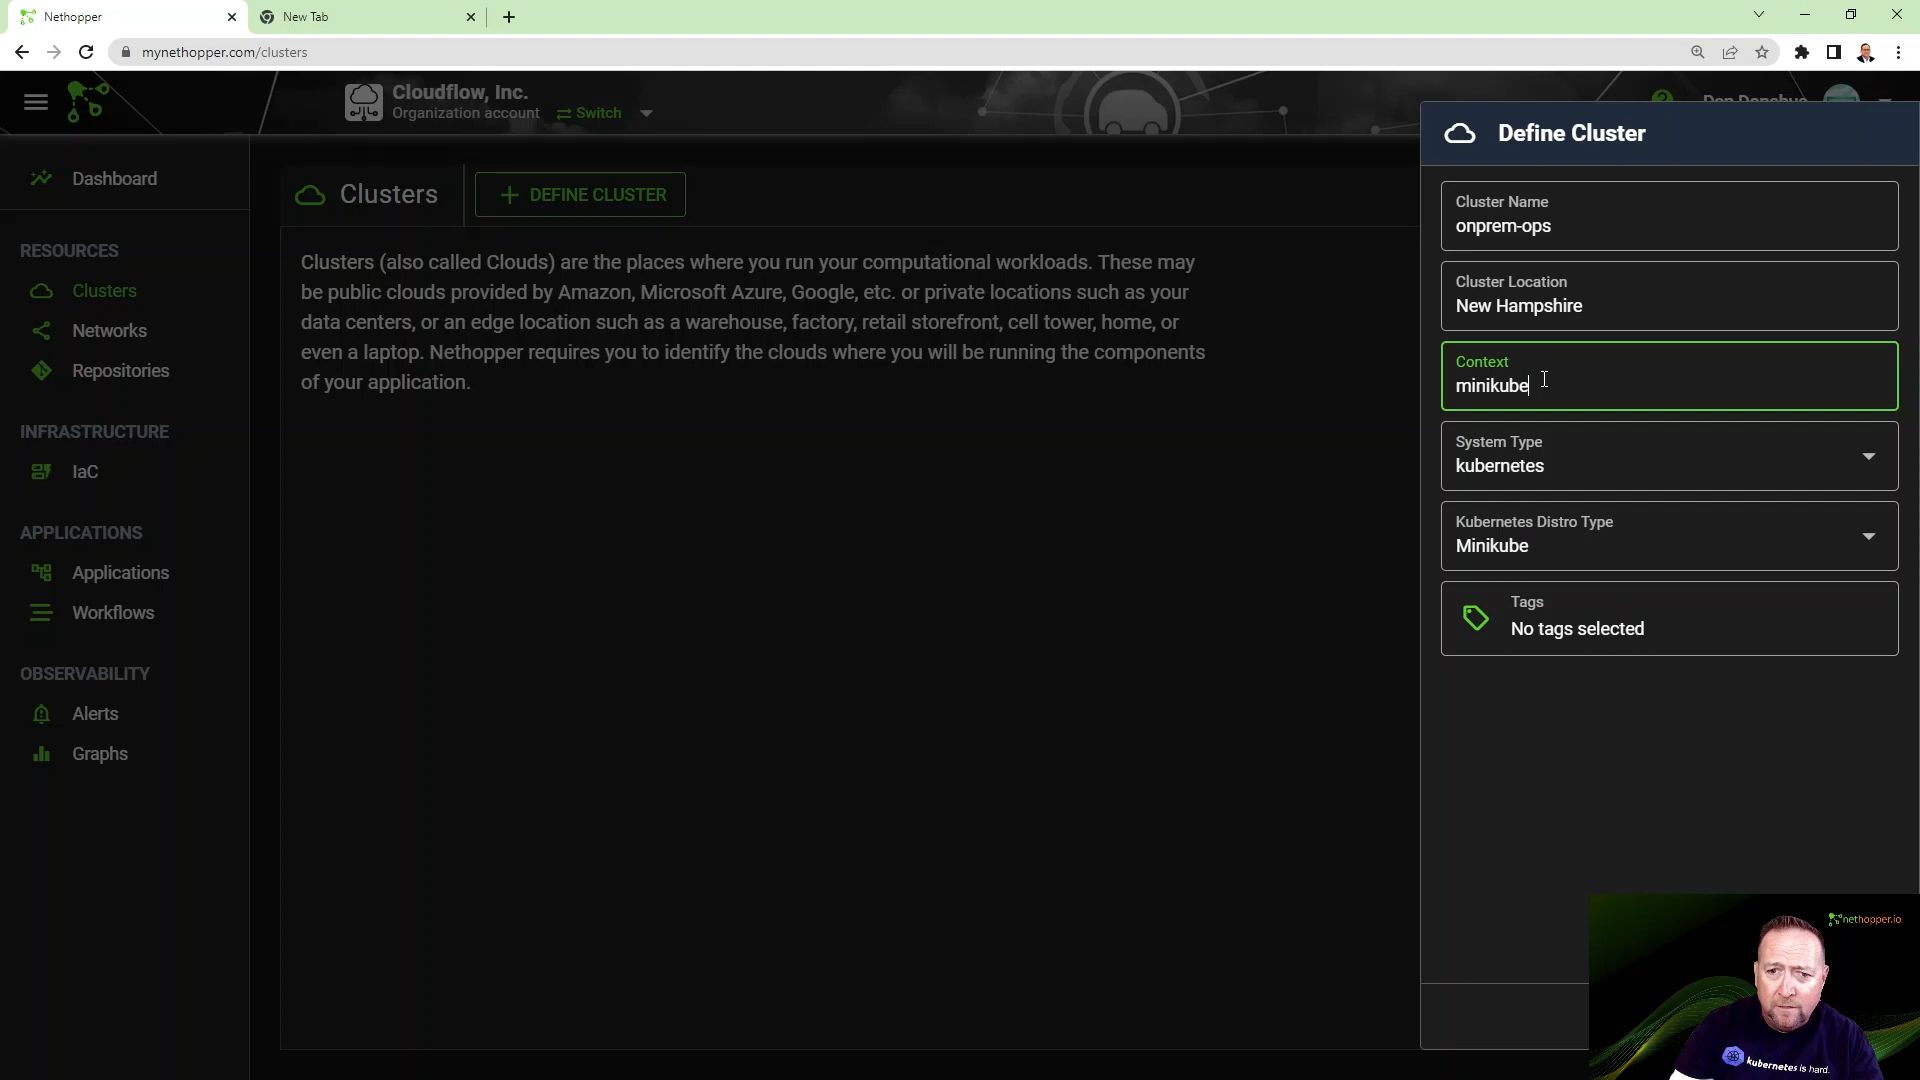 Nethopper
New Tab
mynethopper.com/clusters
Cloudflow, Inc.
Organization account
Switch
Don Donahue
Dashboard
RESOURCES
Clusters
Networks
Repositories
INFRASTRUCTURE
IaC
APPLICATIONS
Applications
Workflows
OBSERVABILITY
Alerts
Graphs
Clusters
+ DEFINE CLUSTER
Clusters (also called Clouds) are the places where you run your computational workloads. These may
be public clouds provided by Amazon, Microsoft Azure, Google, etc. or private locations such as your
data centers, or an edge location such as a warehouse, factory, retail storefront, cell tower, home, or
even a laptop. Nethopper requires you to identify the clouds where you will be running the components
of your application.
Define Cluster
Cluster Name
onprem-ops
Cluster Location
New Hampshire
Context
minikube
System Type
kubernetes
Kubernetes Distro Type
Minikube
Tags
No tags selected
nethopper.io
kubernetes is hard.